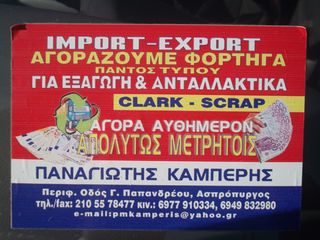 IMPORT-EXPORT
ΑΓΟΡΑΖΟΥΜΕ ΦΟΡΤΗΓΑ
ΠΑΝΤΟΣ ΤΥΠΟΥ
ΓΙΑ ΕΞΑΓΩΓΗ & ΑΝΤΑΛΛΑΚΤΙΚΑ
CLARK - SCRAP
ΑΓΟΡΑ ΑΥΘΗΜΕΡΟΝ
ΑΠΟΛΥΤΩΣ ΜΕΤΡΗΤΟΙΣ
ΠΑΝΑΓΙΩΤΗΣ ΚΑΜΠΕΡΗΣ
Περιφ. Οδός Γ. Παπανδρέου, Ασπρόπυργος
τηλ./fax: 210 55 78477 κιν.: 6977 910334, 6949 832980
e-mail:pmkamperis@yahoo.gr